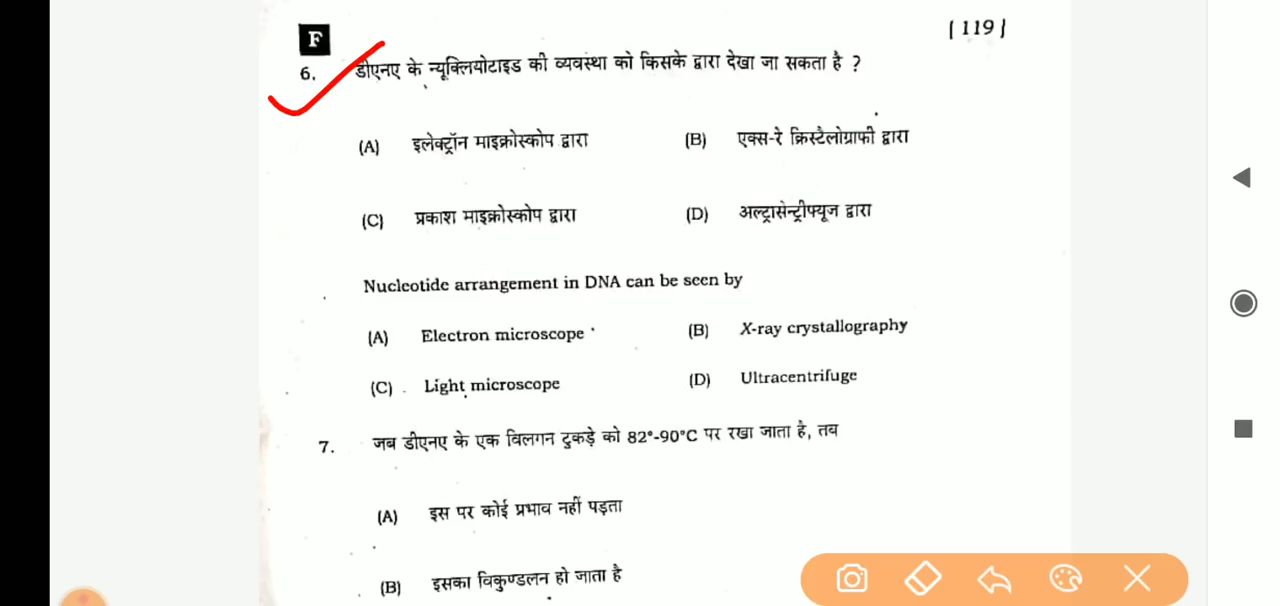 F
[ 119 ]
6. डीएनए के न्यूक्लियोटाइड की व्यवस्था को किसके द्वारा देखा जा सकता है ?
(A) इलेक्ट्रॉन माइक्रोस्कोप द्वारा (B) एक्स-रे क्रिस्टैलोग्राफी द्वारा
(C) प्रकाश माइक्रोस्कोप द्वारा (D) अल्ट्रासेन्ट्रीफ्यूज द्वारा
Nucleotide arrangement in DNA can be seen by
(A) Electron microscope (B) X-ray crystallography
(C) Light microscope (D) Ultracentrifuge
7. जब डीएनए के एक विलगन टुकड़े को 82°-90°C पर रखा जाता है, तब
(A) इस पर कोई प्रभाव नहीं पड़ता
(B) इसका विकुण्डलन हो जाता है